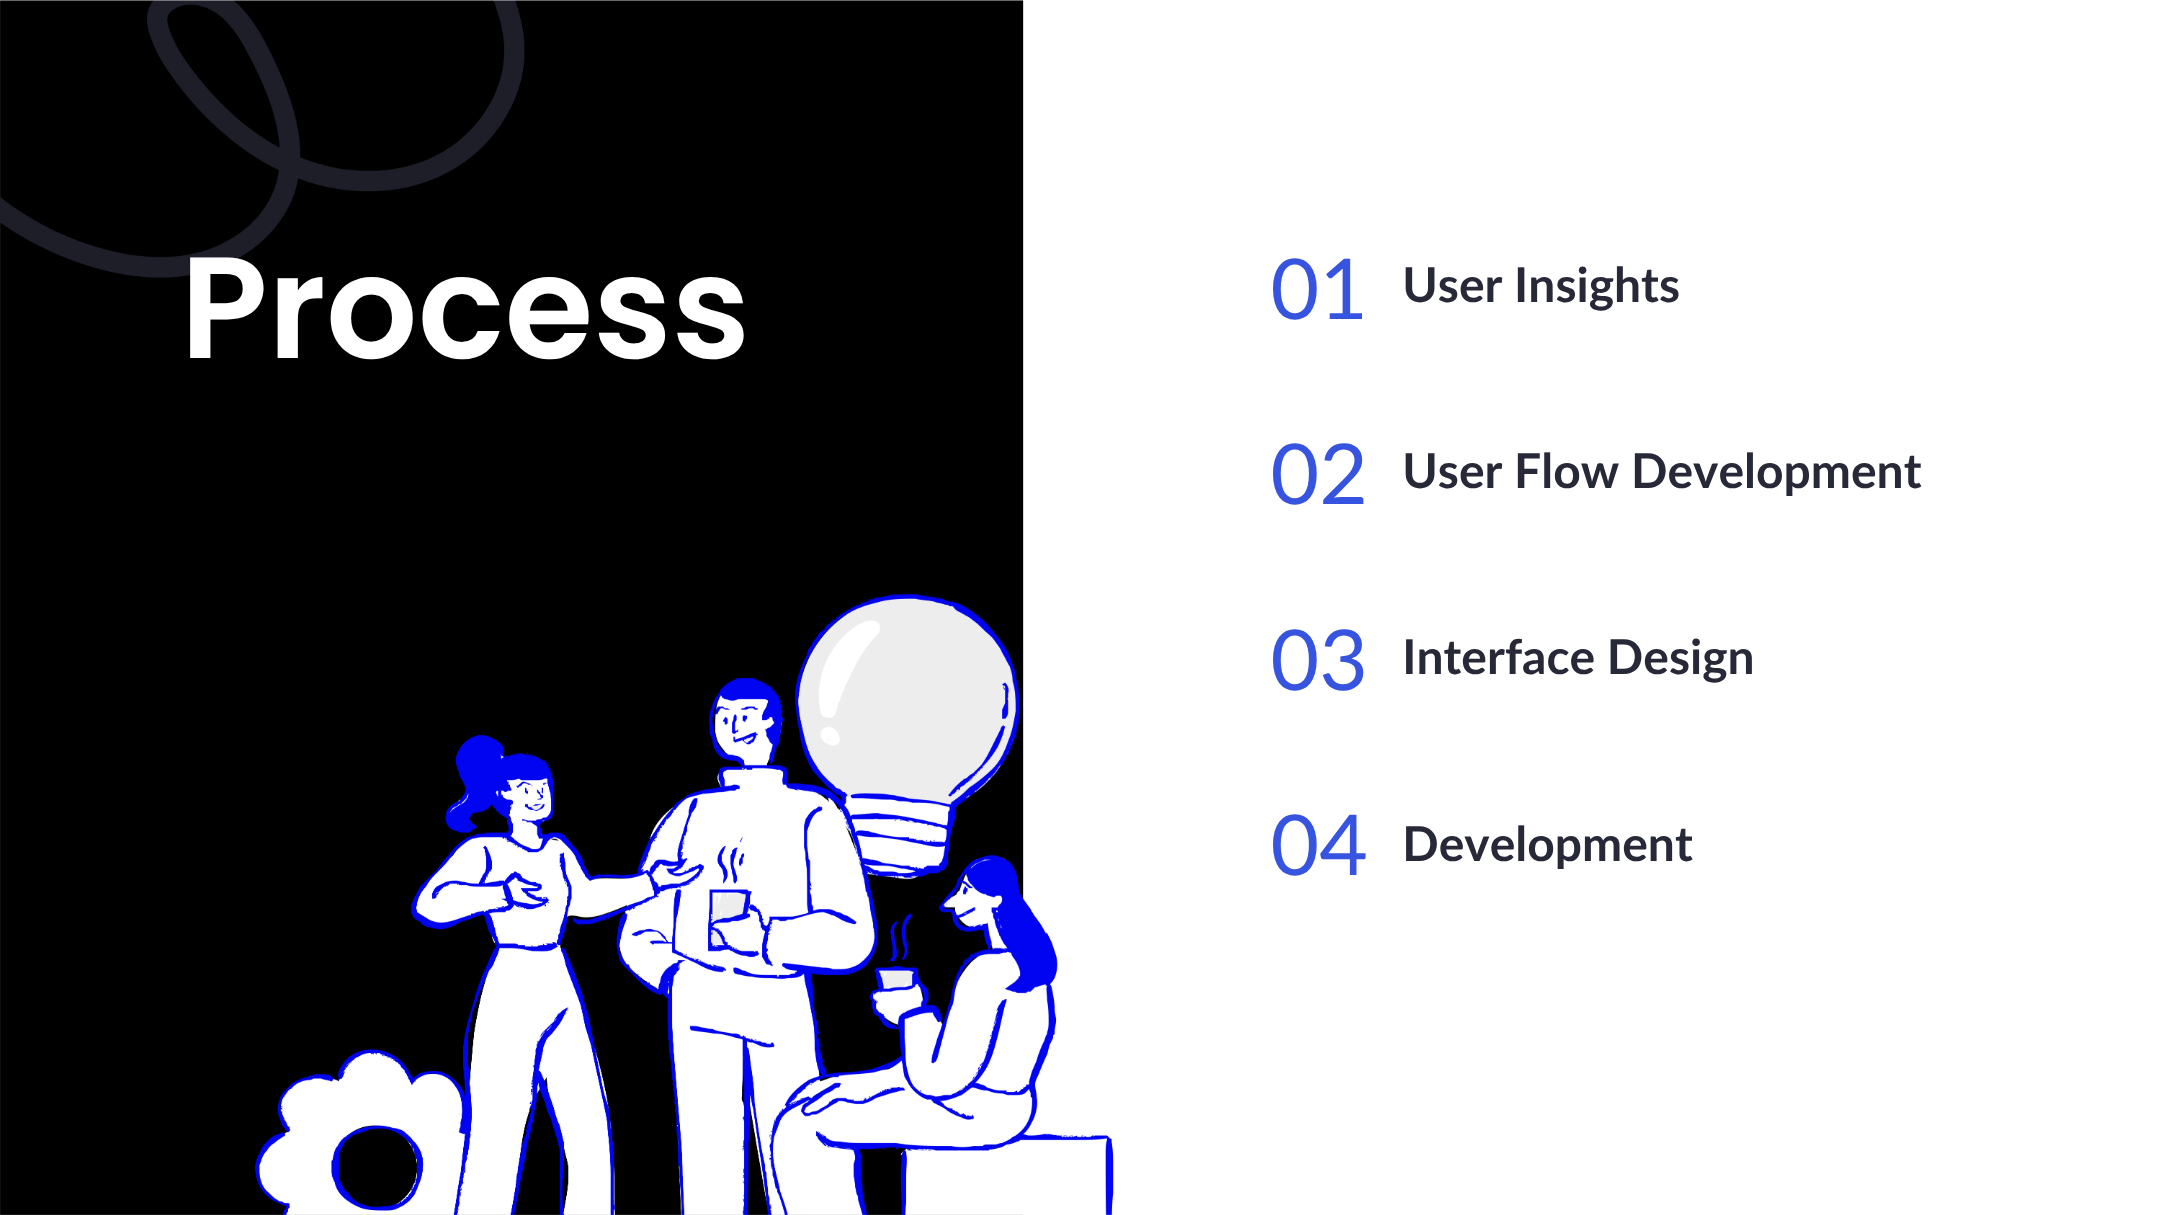 Process
01 User Insights
02 User Flow Development
03 Interface Design
04 Development